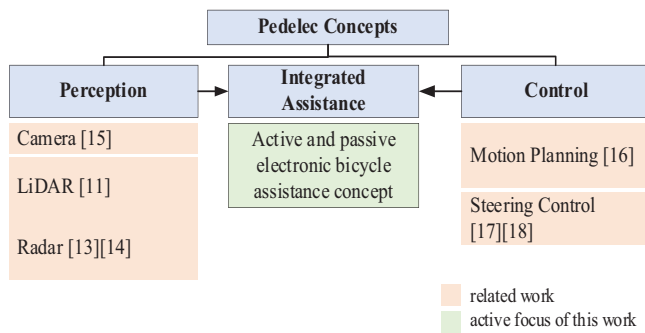 Pedelec Concepts
Perception
Integrated
Assistance
Control
Camera [15]
LiDAR [11]
Radar [13][14]
Active and passive
electronic bicycle
assistance concept
Motion Planning [16]
Steering Control
[17][18]
related work
active focus of this work